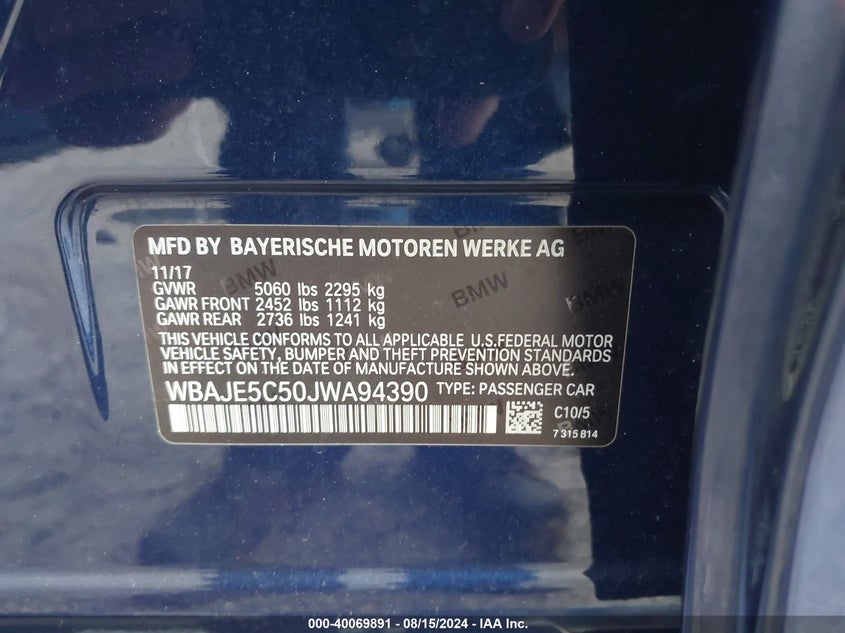 MFD BY BAYERISCHE MOTOREN WERKE AG
11/17
GVWR 5060 lbs 2295 kg
GAWR FRONT 2452 lbs 1112 kg
GAWR REAR 2736 lbs 1241 kg
THIS VEHICLE CONFORMS TO ALL APPLICABLE U.S.FEDERAL MOTOR
VEHICLE SAFETY, BUMPER AND THEFT PREVENTION STANDARDS
IN EFFECT ON THE DATE OF MANUFACTURE SHOWN ABOVE.
WBAJE5C50JWA94390 TYPE: PASSENGER CAR
C10/5
7 315 814
BMW
BMW
BMW
000-40069891 - 08/15/2024 - IAA Inc.